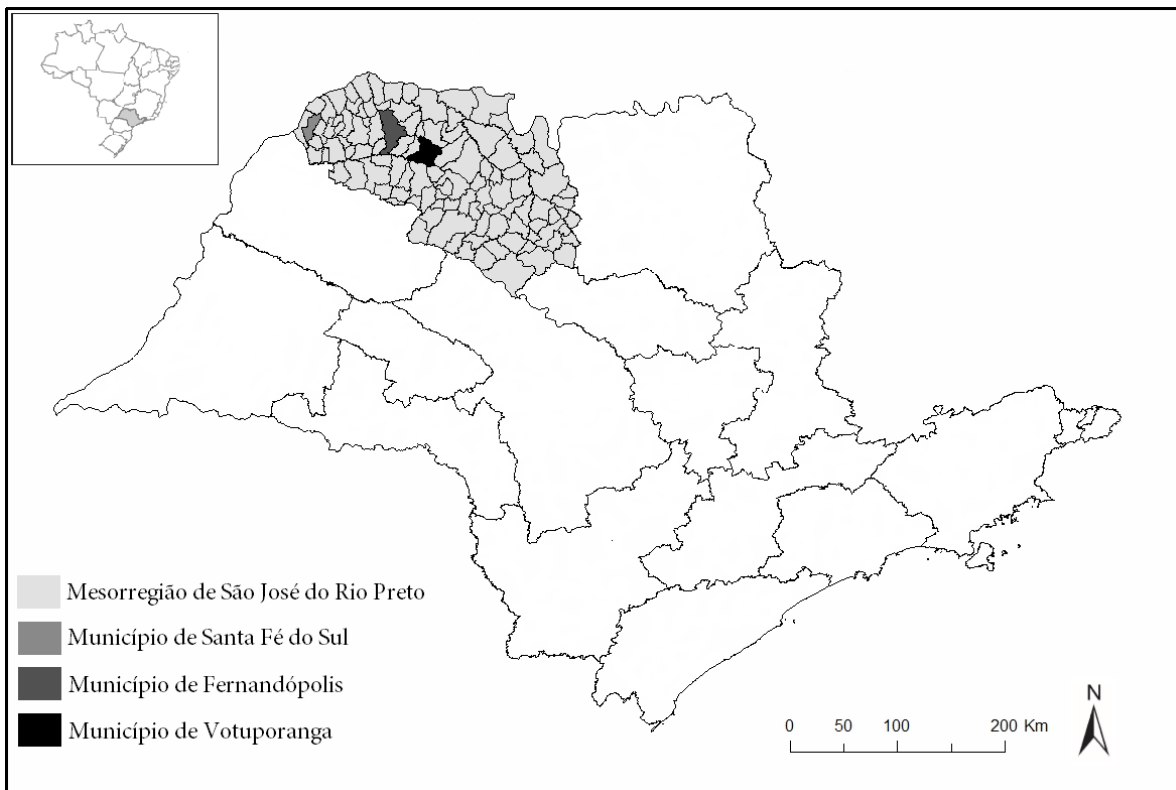 Mesorregião de São José do Rio Preto
Município de Santa Fé do Sul
Município de Fernandópolis
Município de Votuporanga
0 50 100 200 Km
N